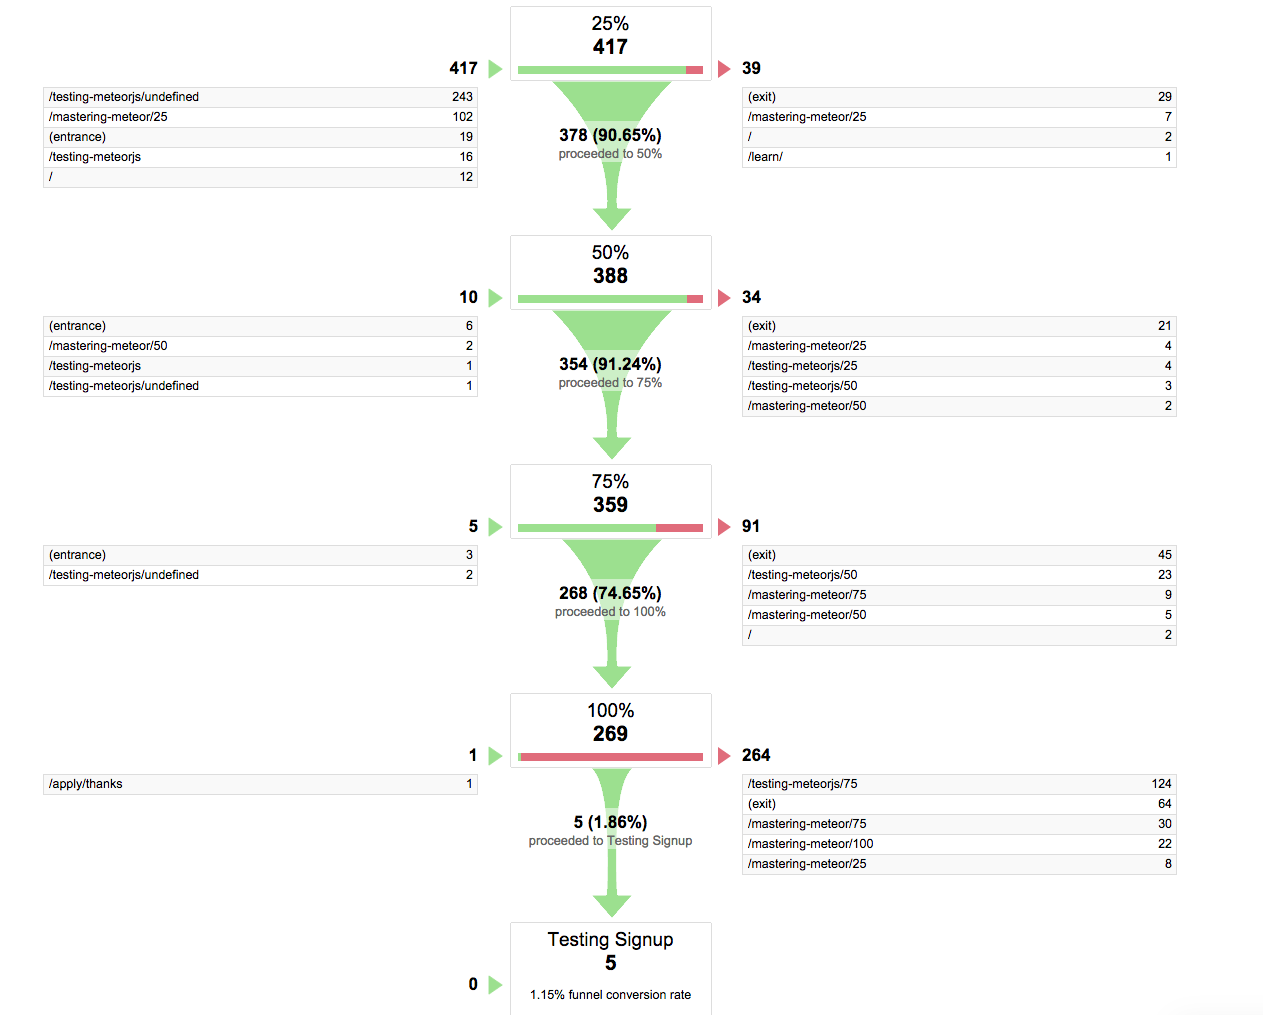 25%
417
417
39
/testing-meteorjs/undefined 243
/mastering-meteor/25 102
(entrance) 19
/testing-meteorjs 16
/ 12
378 (90.65%)
proceeded to 50%
(exit) 29
/mastering-meteor/25 7
/ 2
/learn/ 1
50%
388
10
34
(entrance) 6
/mastering-meteor/50 2
/testing-meteorjs 1
/testing-meteorjs/undefined 1
354 (91.24%)
proceeded to 75%
(exit) 21
/mastering-meteor/25 4
/testing-meteorjs/25 4
/testing-meteorjs/50 3
/mastering-meteor/50 2
75%
359
5
91
(entrance) 3
/testing-meteorjs/undefined 2
268 (74.65%)
proceeded to 100%
(exit) 45
/testing-meteorjs/50 23
/mastering-meteor/75 9
/mastering-meteor/50 5
/ 2
100%
269
1
264
/apply/thanks 1
5 (1.86%)
proceeded to Testing Signup
/testing-meteorjs/75 124
(exit) 64
/mastering-meteor/75 30
/mastering-meteor/100 22
/mastering-meteor/25 8
Testing Signup
5
0
1.15% funnel conversion rate